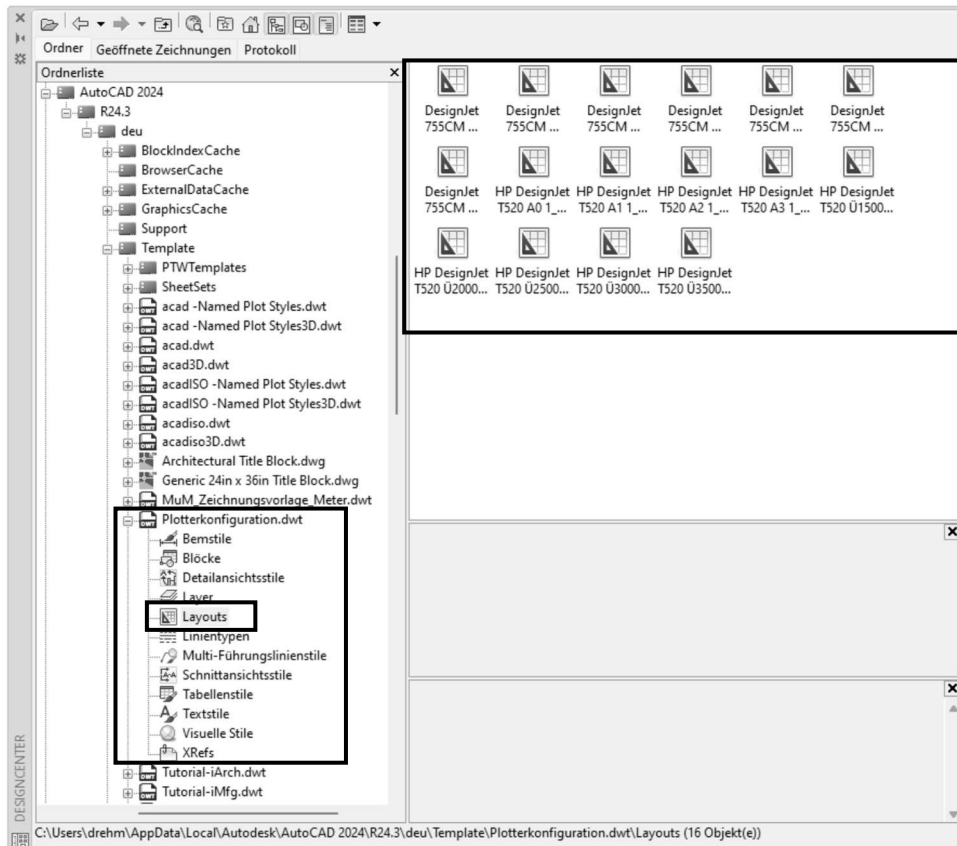 Ordner Geöffnete Zeichnungen Protokoll
Ordnerliste
AutoCAD 2024
R24.3
deu
BlockIndexCache
BrowserCache
ExternalDataCache
GraphicsCache
Support
Template
PTWTemplates
SheetSets
acad -Named Plot Styles.dwt
acad -Named Plot Styles3D.dwt
acad.dwt
acad3D.dwt
acadISO -Named Plot Styles.dwt
acadISO -Named Plot Styles3D.dwt
acadiso.dwt
acadiso3D.dwt
Architectural Title Block.dwg
Generic 24in x 36in Title Block.dwg
MuM_Zeichnungsvorlage_Meter.dwt
Plotterkonfiguration.dwt
Bemstile
Blöcke
Detailansichtsstile
Layer
Layouts
Linientypen
Multi-Führungslinienstile
Schnittansichtsstile
Tabellenstile
Textstile
Visuelle Stile
XRefs
Tutorial-iArch.dwt
Tutorial-iMfg.dwt
DesignJet DesignJet DesignJet DesignJet DesignJet DesignJet
755CM ... 755CM ... 755CM ... 755CM ... 755CM ... 755CM ...
DesignJet HP DesignJet HP DesignJet HP DesignJet HP DesignJet HP DesignJet
755CM ... T520 A0 1_... T520 A1 1_... T520 A2 1_... T520 A3 1_... T520 Ü1500...
HP DesignJet HP DesignJet HP DesignJet HP DesignJet
T520 Ü2000... T520 Ü2500... T520 Ü3000... T520 Ü3500...
DESIGNCENTER
C:\Users\drehm\AppData\Local\Autodesk\AutoCAD 2024\R24.3\deu\Template\Plotterkonfiguration.dwt\Layouts (16 Objekt(e))